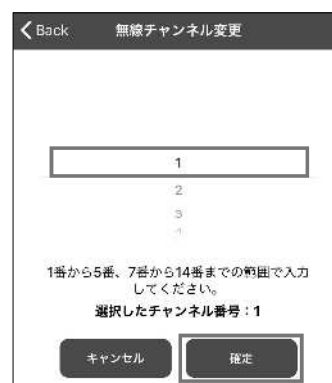 Back 無線チャンネル変更
1
2
3
4
1番から5番、7番から14番までの範囲で入力
してください。
選択したチャンネル番号：1
キャンセル 確定